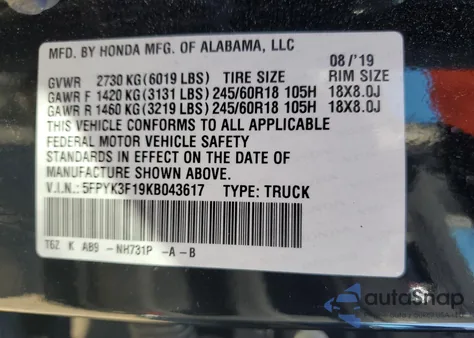 MFD. BY HONDA MFG. OF ALABAMA, LLC 08/'19
GVWR 2730 KG (6019 LBS) TIRE SIZE RIM SIZE
GAWR F 1420 KG (3131 LBS) 245/60R18 105H 18X8.0J
GAWR R 1460 KG (3219 LBS) 245/60R18 105H 18X8.0J
THIS VEHICLE CONFORMS TO ALL APPLICABLE
FEDERAL MOTOR VEHICLE SAFETY
STANDARDS IN EFFECT ON THE DATE OF
MANUFACTURE SHOWN ABOVE.
V.I.N.: 5FPYK3F19KB043617 TYPE: TRUCK
T6Z K AB9 -NH731P -A-B
autoSnap